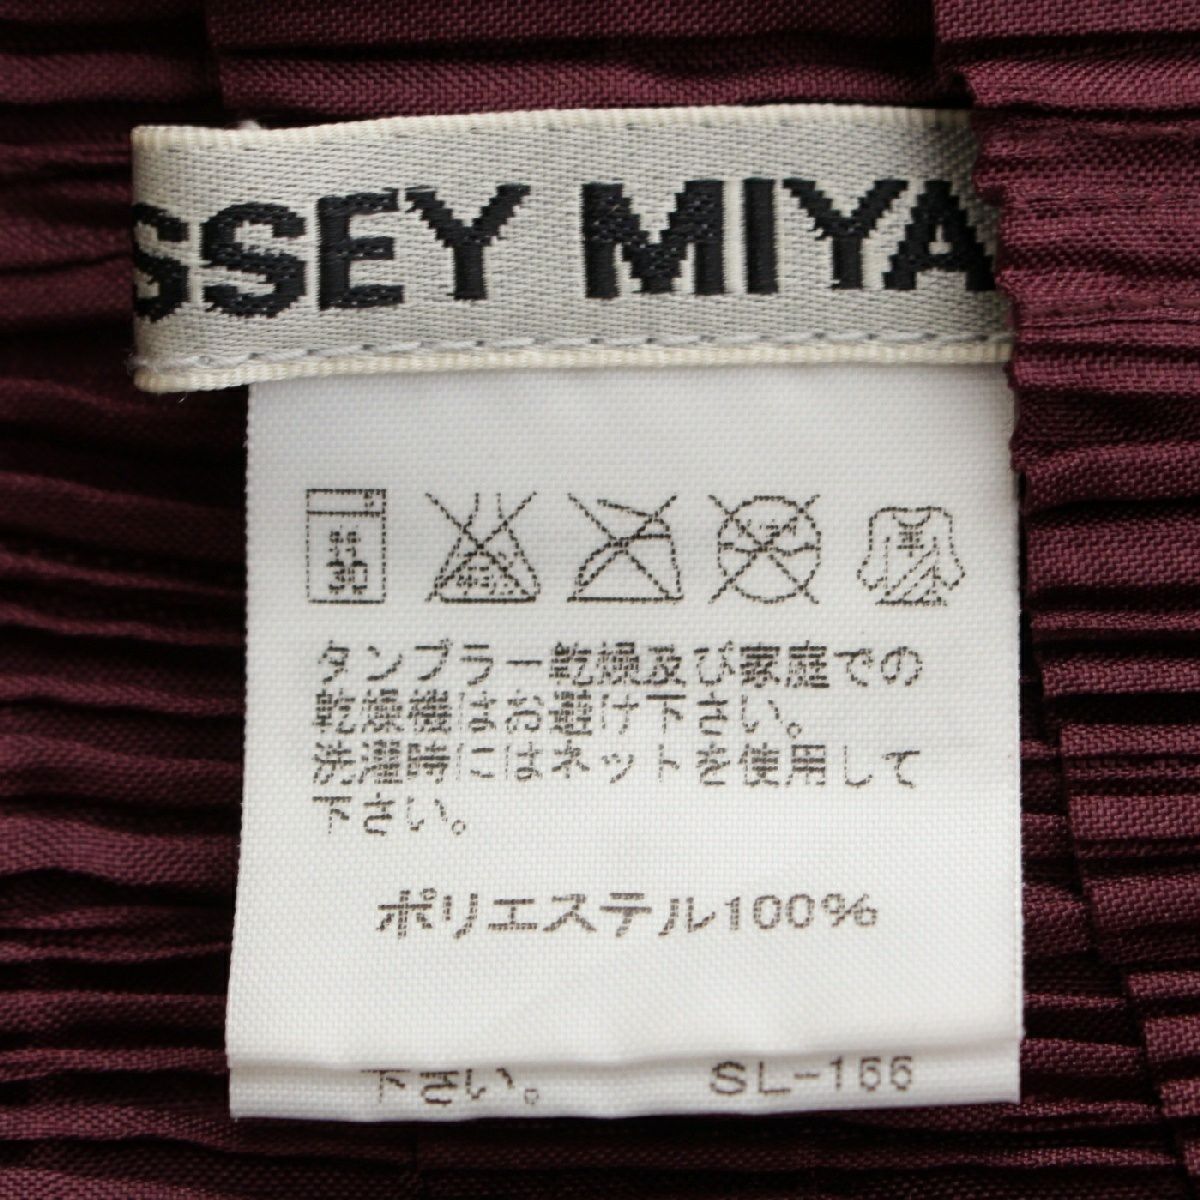 SSEY MIYA
弱
30
タンブラー乾燥及び家庭での
乾燥機はお避け下さい。
洗濯時にはネットを使用して
下さい。
ポリエステル100%
下さい。 SL-166